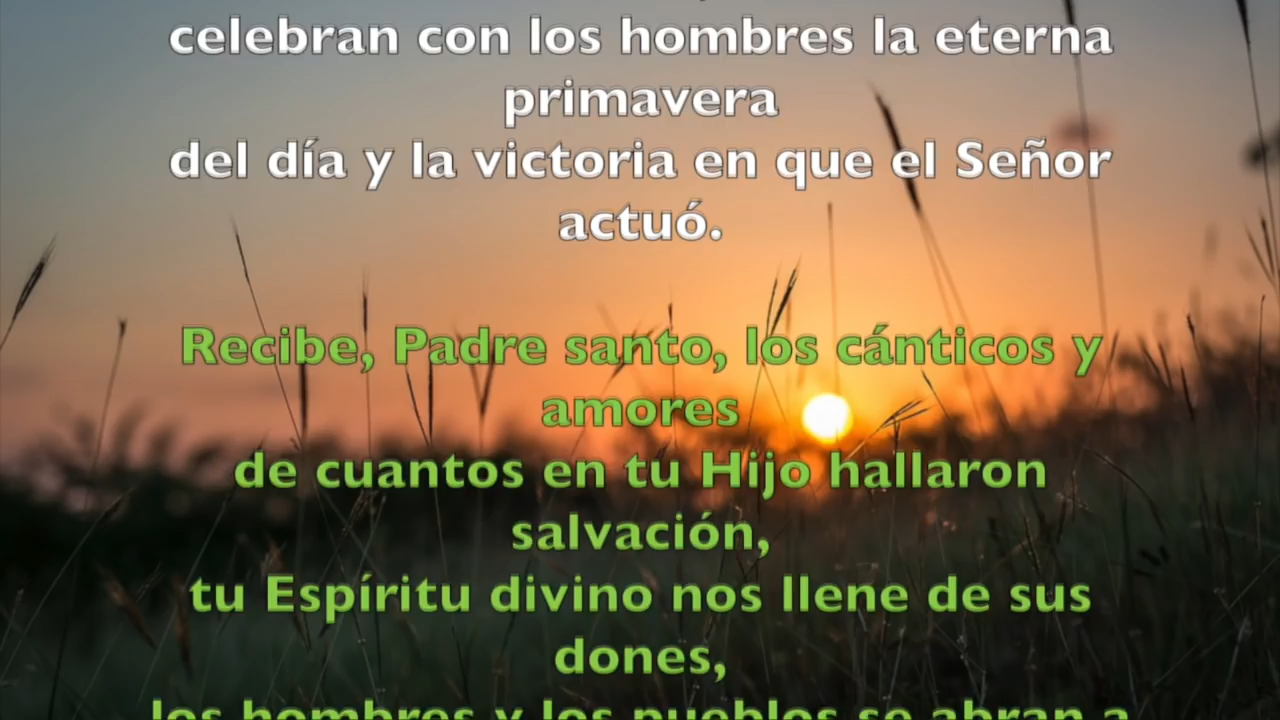 celebran con los hombres la eterna
primavera
del día y la victoria en que el Señor
actuó.
Recibe, Padre santo, los cánticos y
amores
de cuantos en tu Hijo hallaron
salvación,
tu Espíritu divino nos llene de sus
dones,
los hombres y los pueblos se abran a